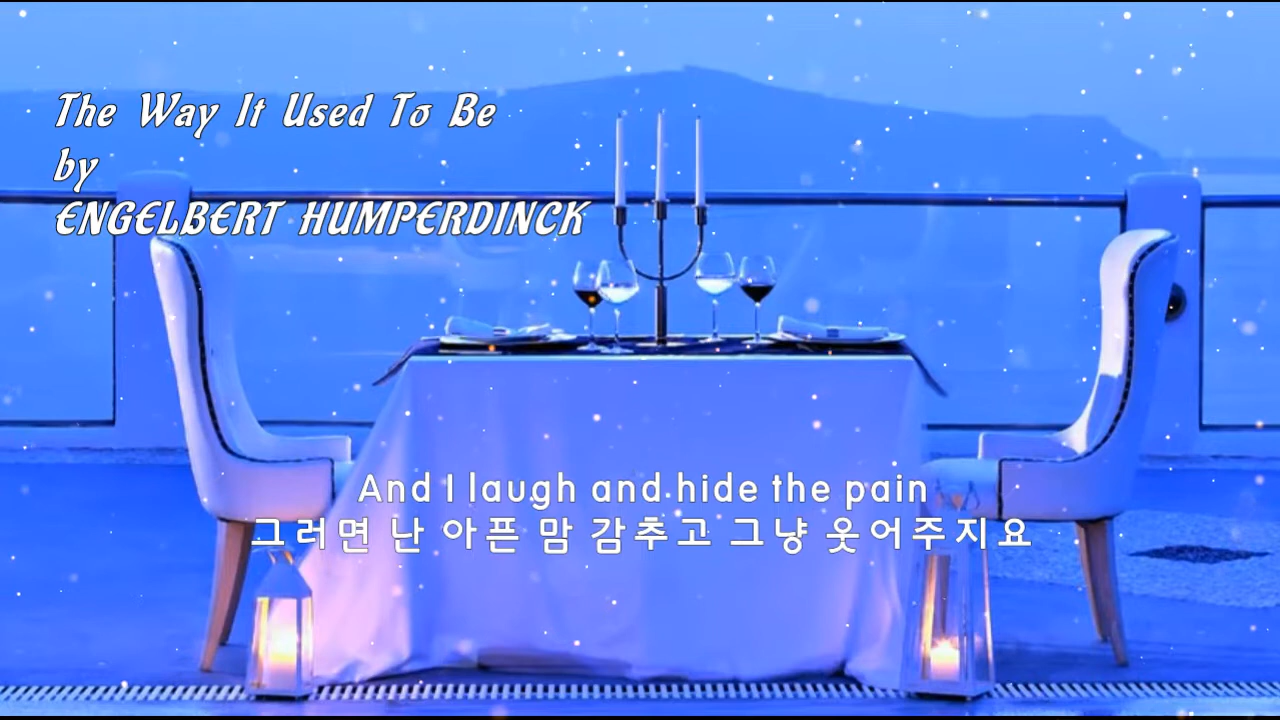 The Way It Used To Be
by
ENGELBERT HUMPERDINCK
And I laugh and hide the pain
그러면 난 아픈 맘 감추고 그냥 웃어주지요